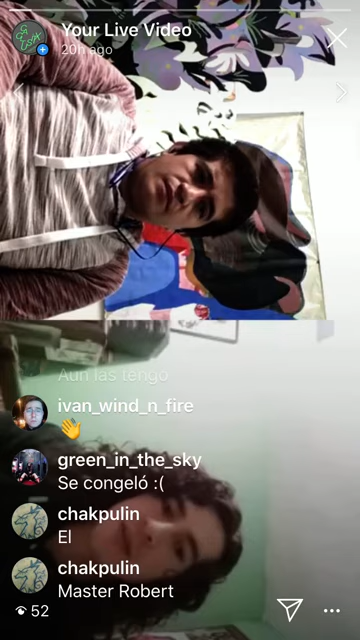 Your Live Video
20h ago
Aun las tengo
ivan_wind_n_fire
👋
green_in_the_sky
Se congeló :(
chakpulin
El
chakpulin
Master Robert
52